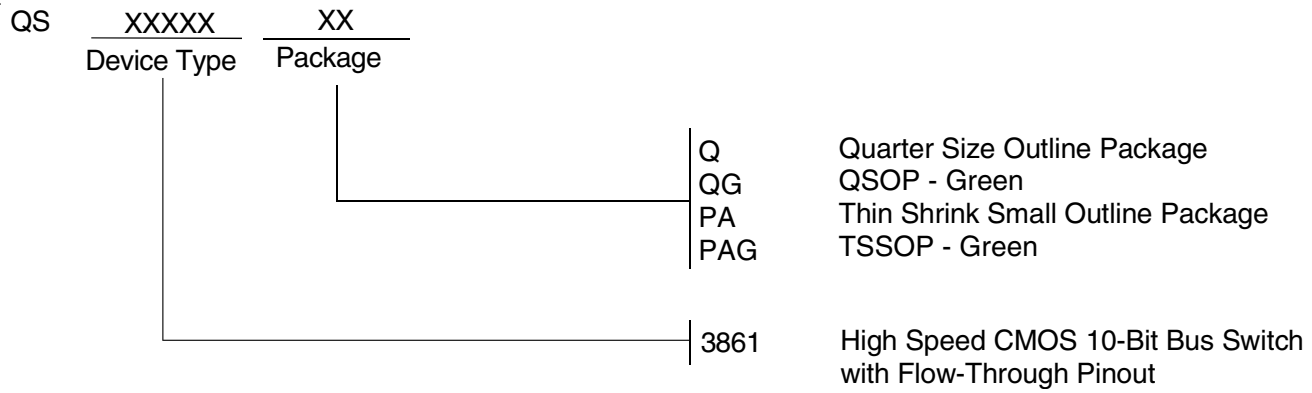 QS XXXXX XX
Device Type Package
Q Quarter Size Outline Package
QG QSOP - Green
PA Thin Shrink Small Outline Package
PAG TSSOP - Green
3861 High Speed CMOS 10-Bit Bus Switch
with Flow-Through Pinout